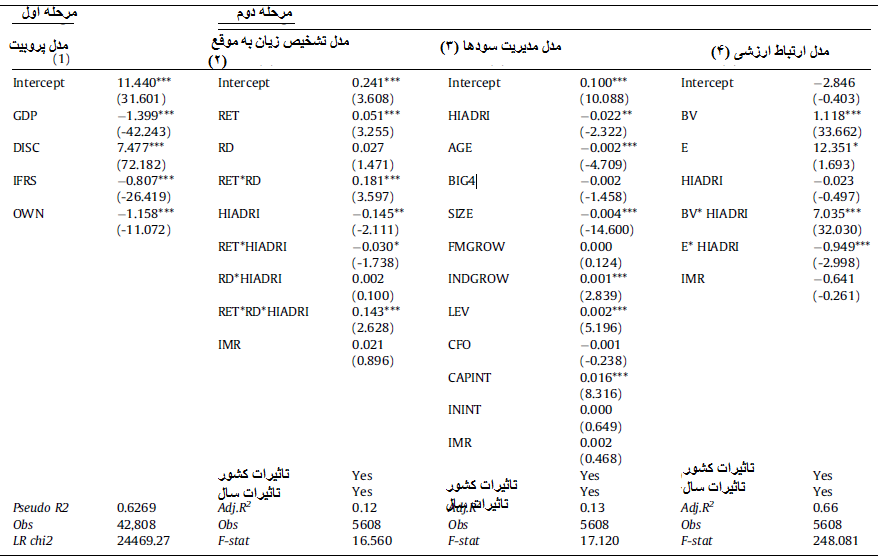 مرحله اول مرحله دوم
مدل پروبیت (1) مدل تشخیص زیان به موقع (۲) مدل مدیریت سودها (۳) مدل ارتباط ارزشی (۴)
Intercept 11.440*** Intercept 0.241*** Intercept 0.100*** Intercept −2.846
(31.601) (3.608) (10.088) (-0.403)
GDP −1.399*** RET 0.051*** HIADRI −0.022** BV 1.118***
(-42.243) (3.255) (-2.322) (33.662)
DISC 7.477*** RD 0.027 AGE −0.002*** E 12.351*
(72.182) (1.471) (-4.709) (1.693)
IFRS −0.807*** RET*RD 0.181*** BIG4 −0.002 HIADRI −0.023
(-26.419) (3.597) (-1.458) (-0.497)
OWN −1.158*** HIADRI −0.145** SIZE −0.004*** BV* HIADRI 7.035***
(-11.072) (-2.111) (-14.600) (32.030)
RET*HIADRI −0.030* FMGROW 0.000 E* HIADRI −0.949***
(-1.738) (0.124) (-2.998)
RD*HIADRI 0.002 INDGROW 0.001*** IMR −0.641
(0.100) (2.839) (-0.261)
RET*RD*HIADRI 0.143*** LEV 0.002***
(2.628) (5.196)
IMR 0.021 CFO −0.001
(0.896) (-0.238)
CAPINT 0.016***
(8.316)
ININT 0.000
(0.649)
IMR 0.002
(0.468)
تاثیرات کشور Yes تاثیرات کشور Yes تاثیرات کشور Yes
تاثیرات سال Yes تاثیرات سال Yes تاثیرات سال Yes
Pseudo R2 0.6269 Adj.R² 0.12 Adj.R² 0.13 Adj.R² 0.66
Obs 42,808 Obs 5608 Obs 5608 Obs 5608
LR chi2 24469.27 F-stat 16.560 F-stat 17.120 F-stat 248.081